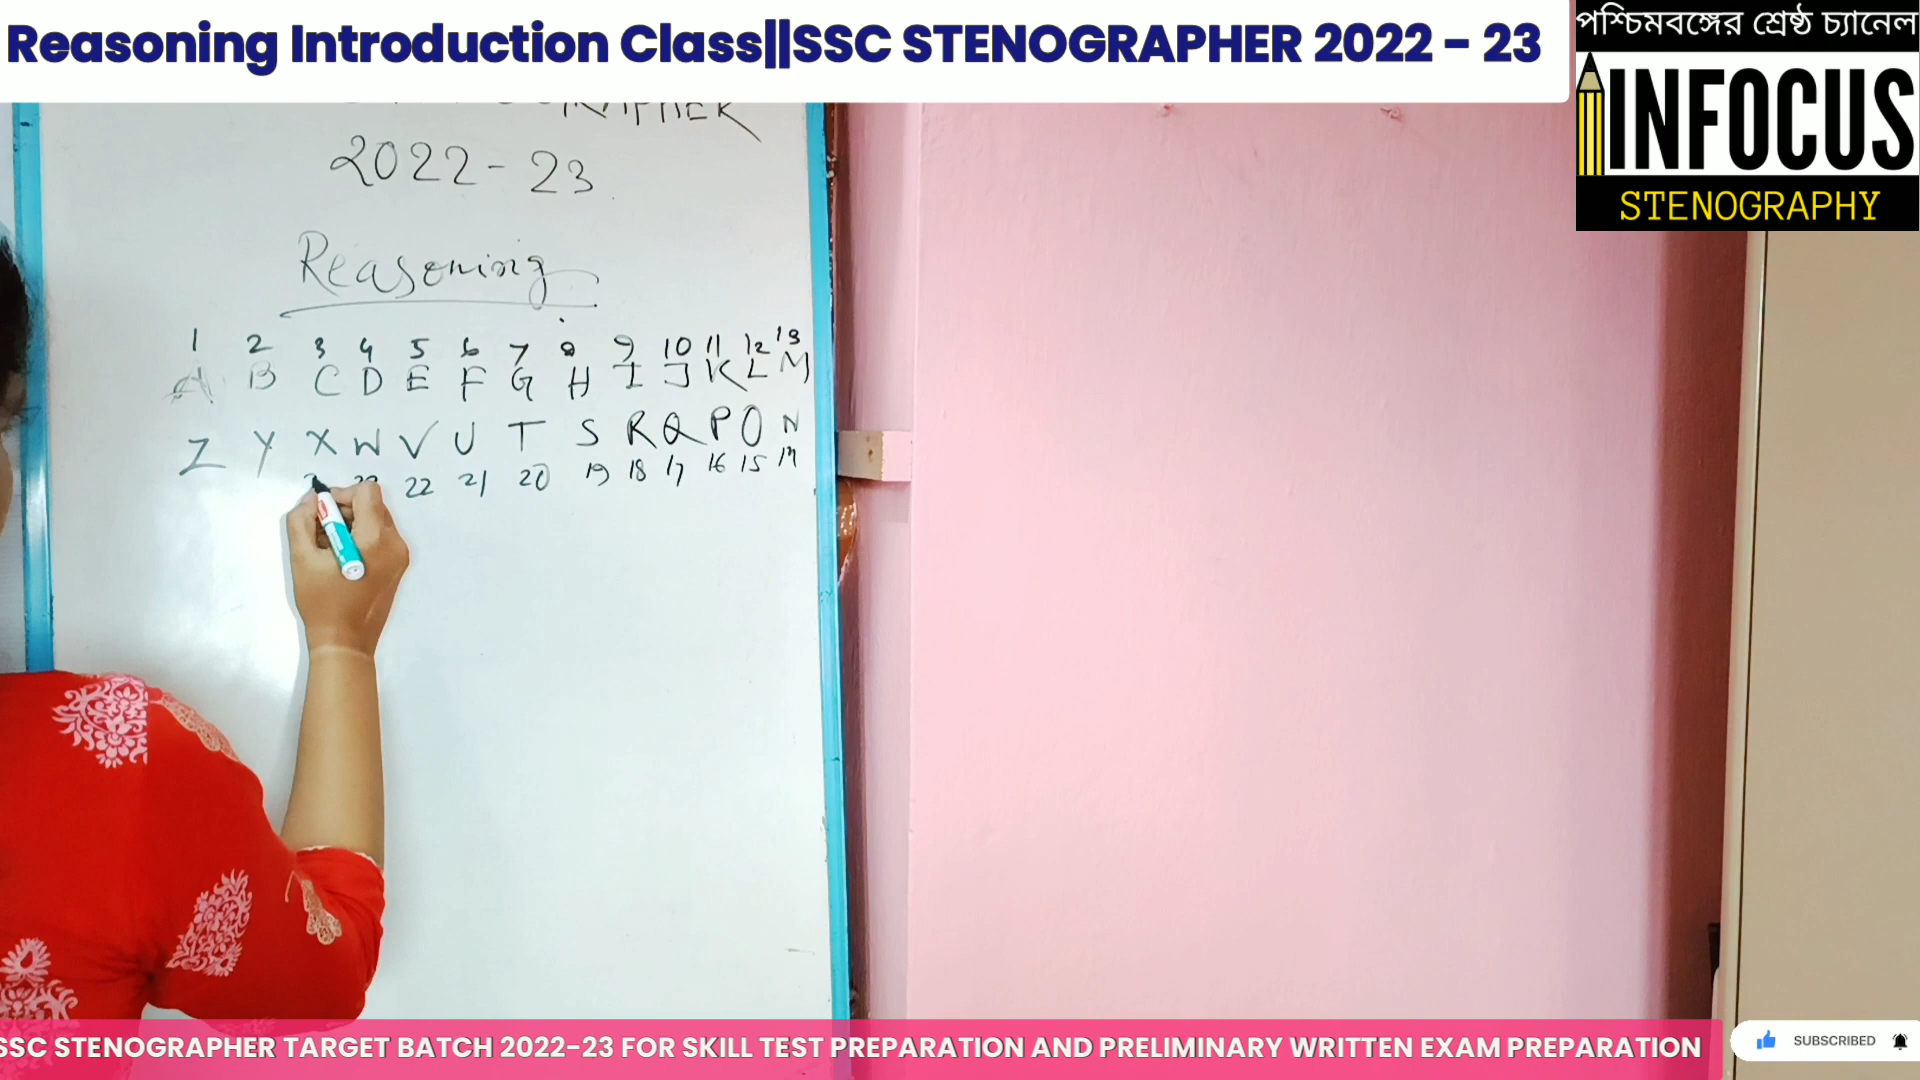 Reasoning Introduction Class||SSC STENOGRAPHER 2022 - 23
পশ্চিমবঙ্গের শ্রেষ্ঠ চ্যানেল
INFOCUS
STENOGRAPHY
2022-23
Reasoning
1 2 3 4 5 6 7 8 9 10 11 12 13
A B C D E F G H I J K L M
Z Y X W V U T S R Q P O N
22 21 20 19 18 17 16 15 14
SSC STENOGRAPHER TARGET BATCH 2022-23 FOR SKILL TEST PREPARATION AND PRELIMINARY WRITTEN EXAM PREPARATION
SUBSCRIBED